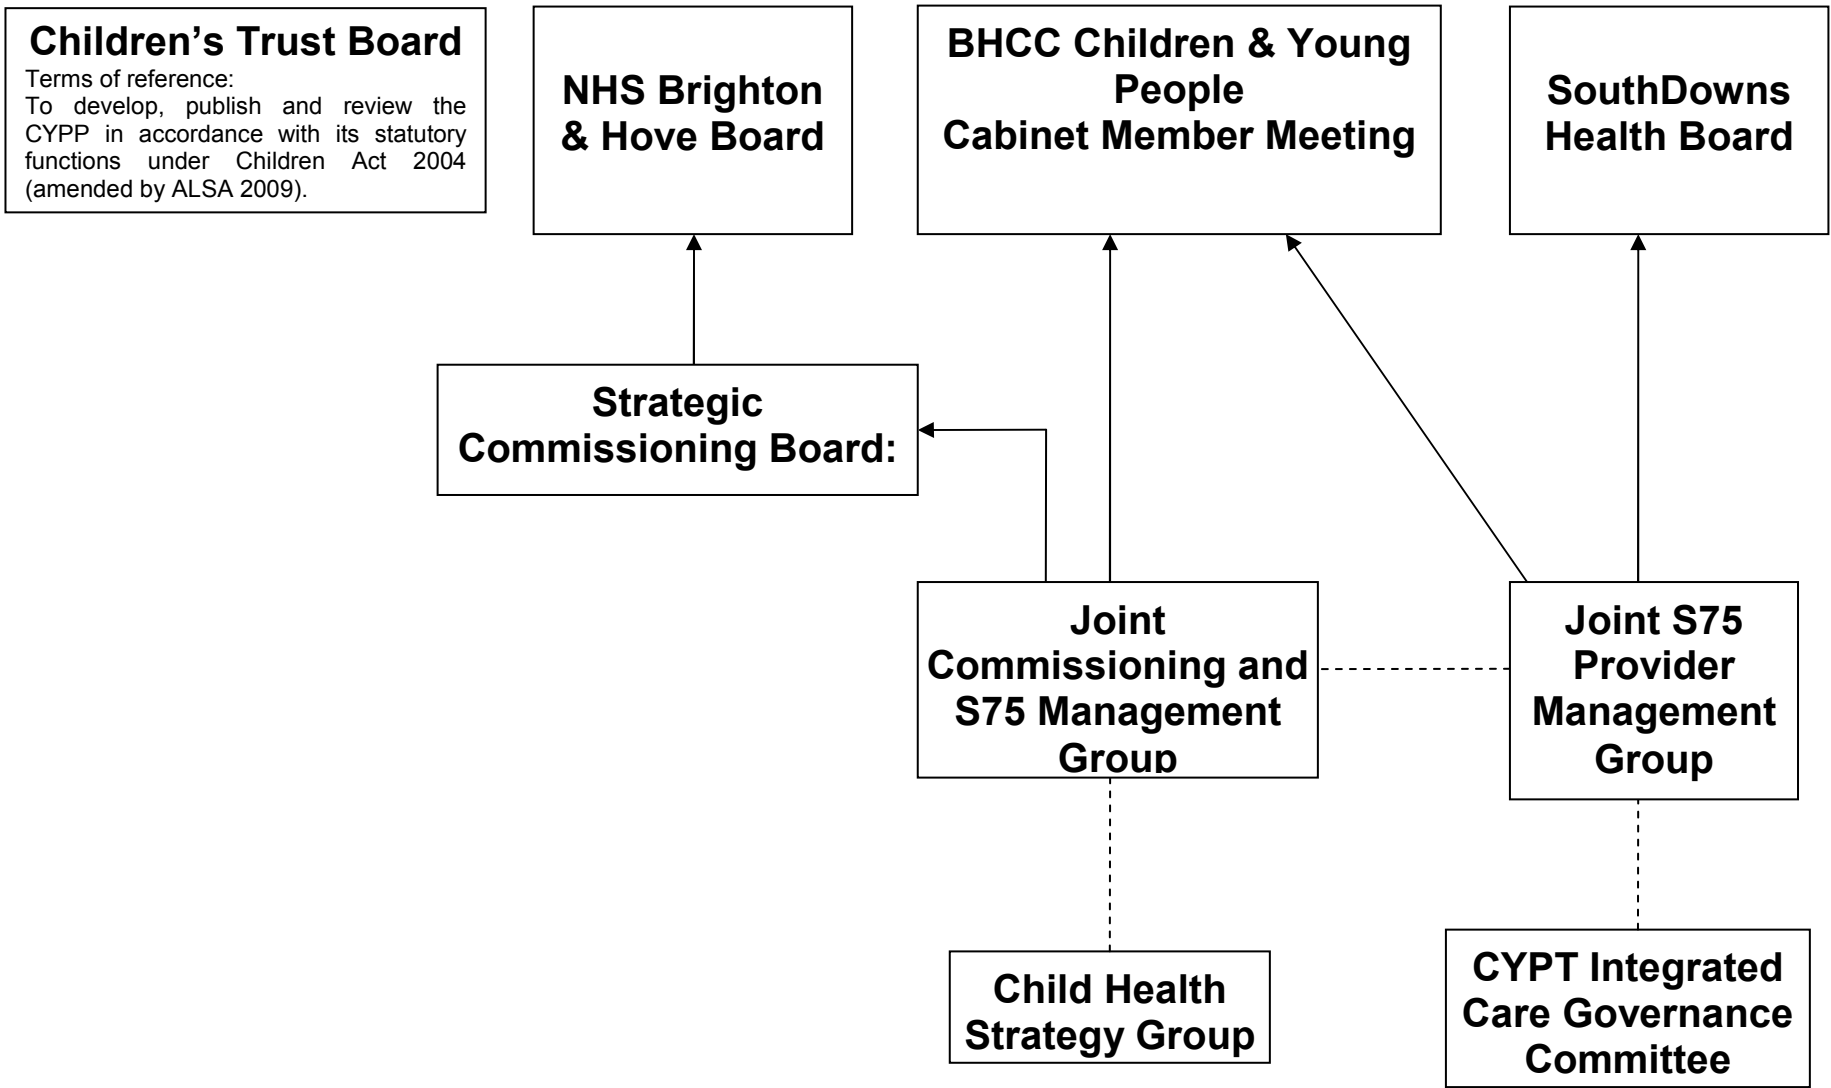 Children’s Trust Board
Terms of reference:
To develop, publish and review the
CYPP in accordance with its statutory
functions under Children Act 2004
(amended by ALSA 2009).
NHS Brighton
& Hove Board
BHCC Children & Young
People
Cabinet Member Meeting
SouthDowns
Health Board
Strategic
Commissioning Board:
Joint
Commissioning and
S75 Management
Group
Joint S75
Provider
Management
Group
Child Health
Strategy Group
CYPT Integrated
Care Governance
Committee